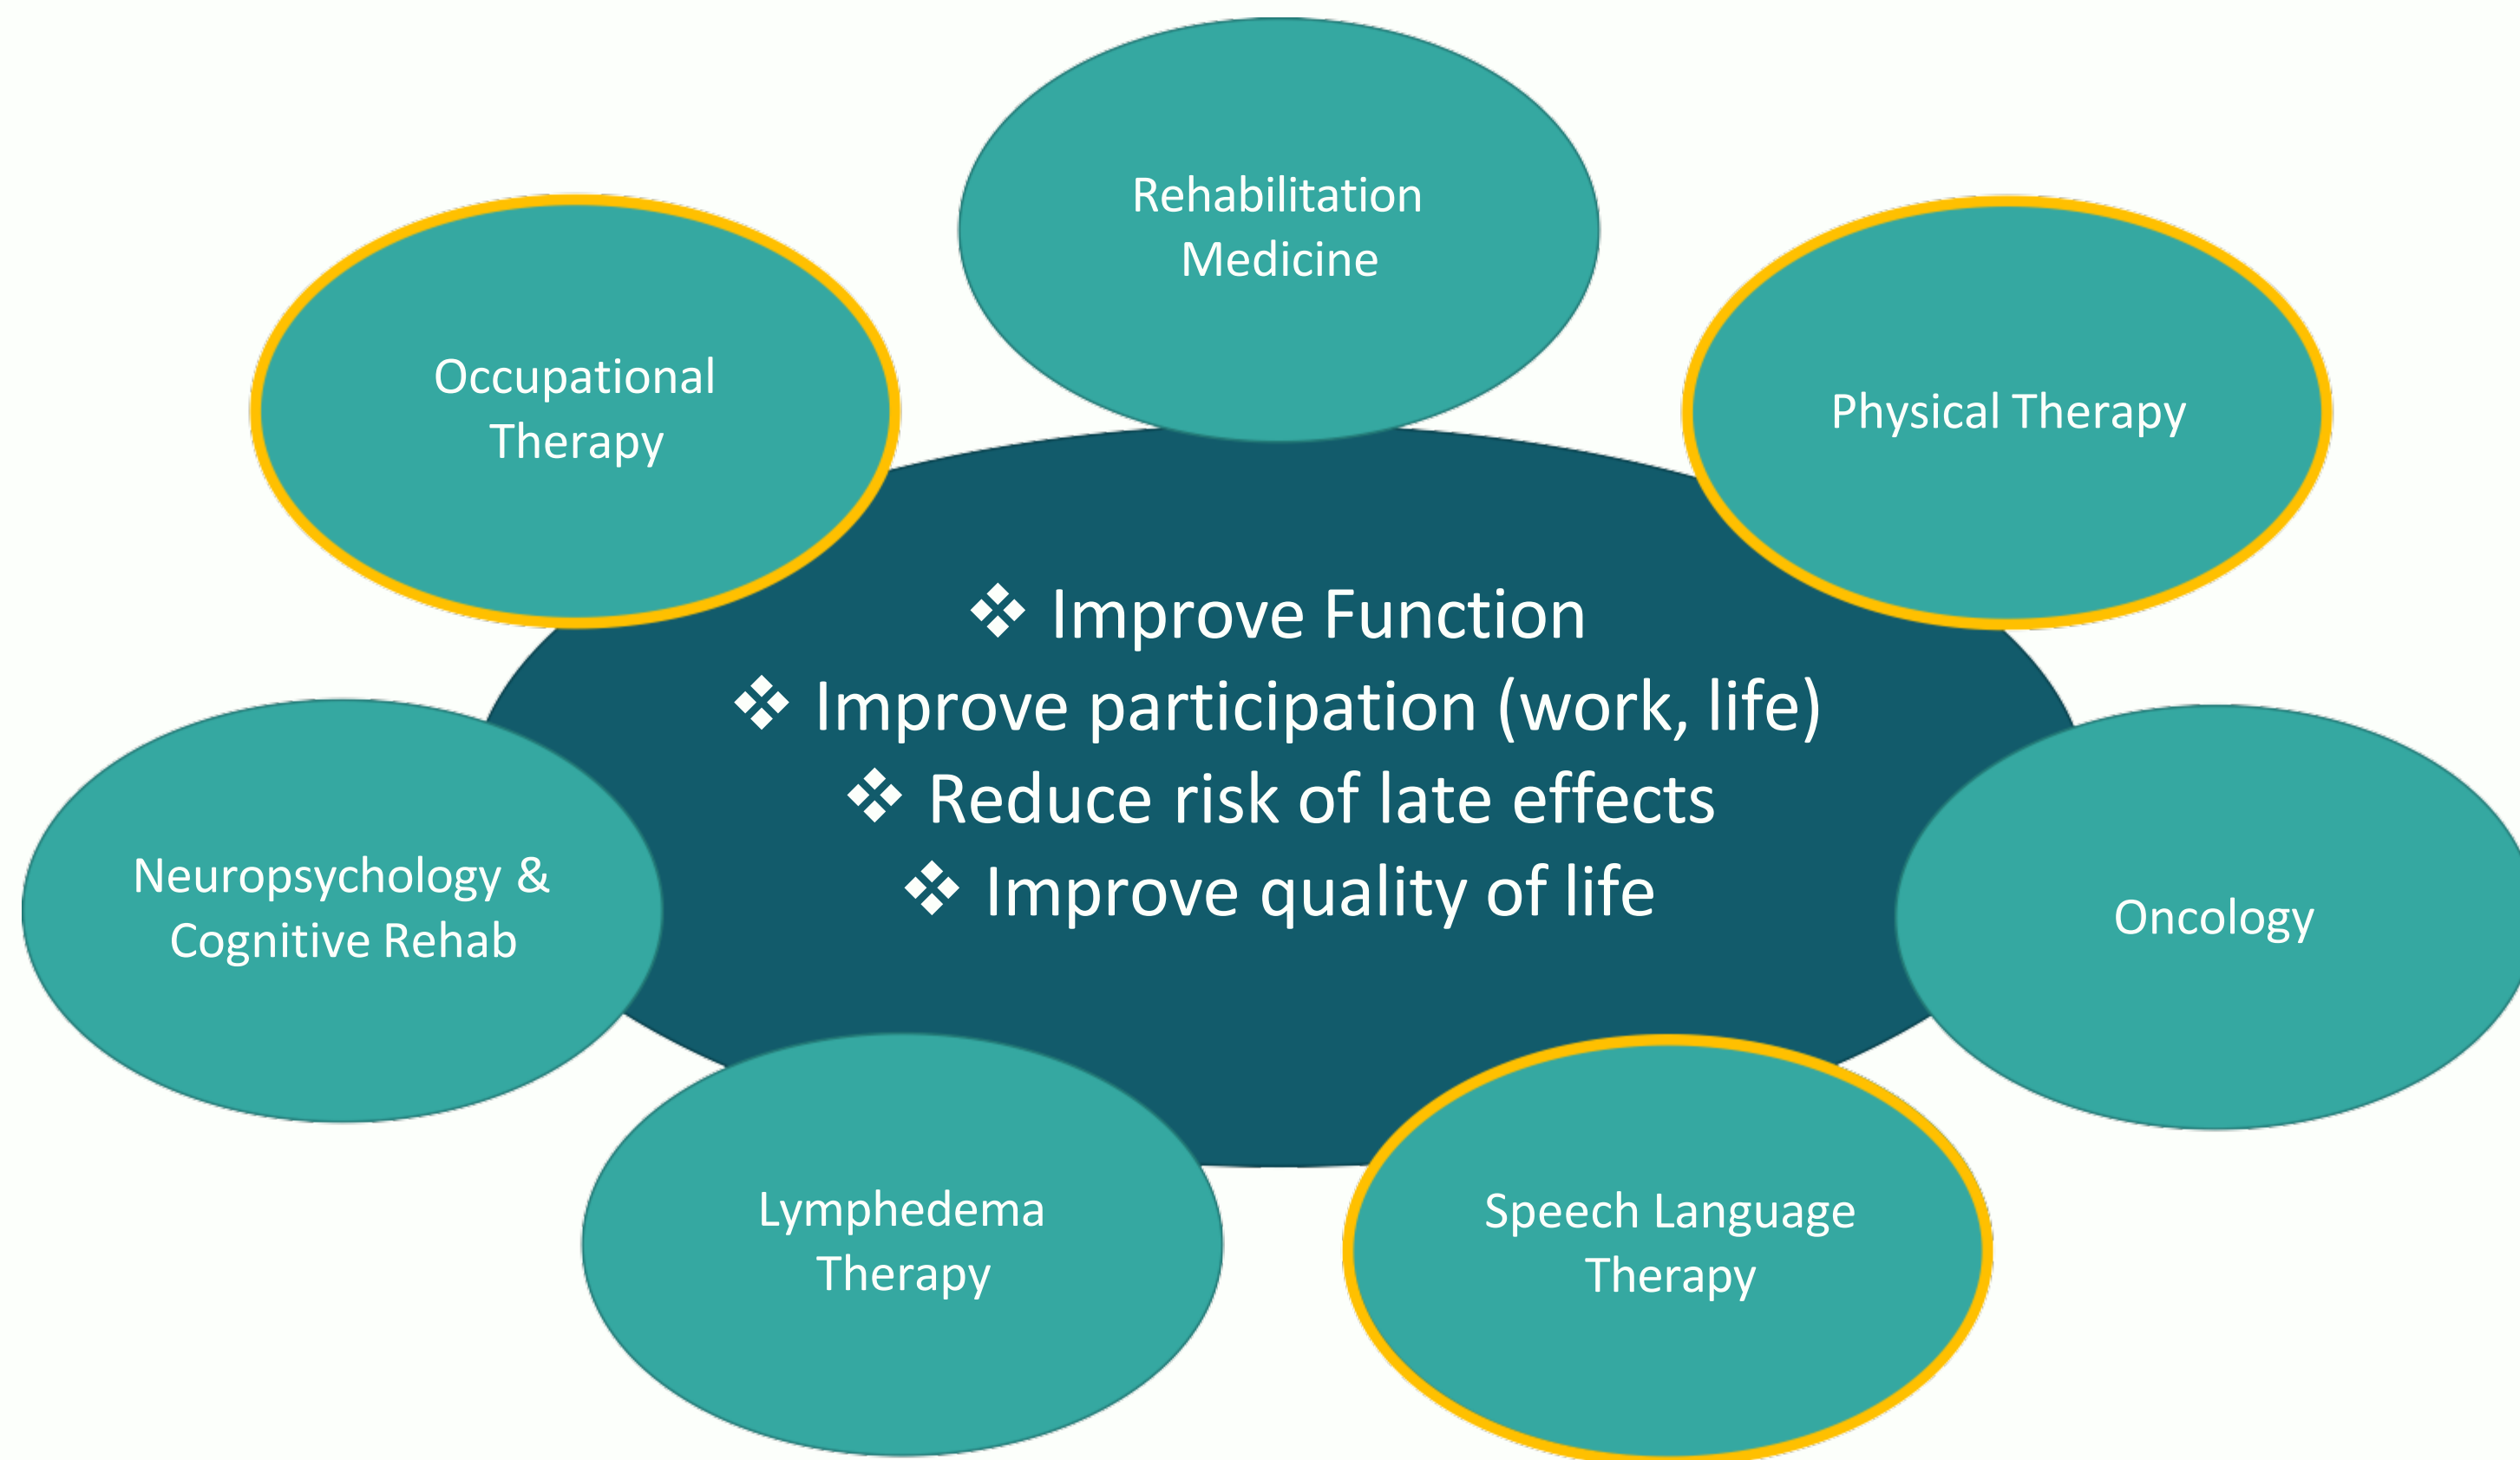 Rehabilitation
Medicine
Occupational
Therapy
Physical Therapy
❖ Improve Function
❖ Improve participation (work, life)
❖ Reduce risk of late effects
❖ Improve quality of life
Neuropsychology &
Cognitive Rehab
Oncology
Lymphedema
Therapy
Speech Language
Therapy